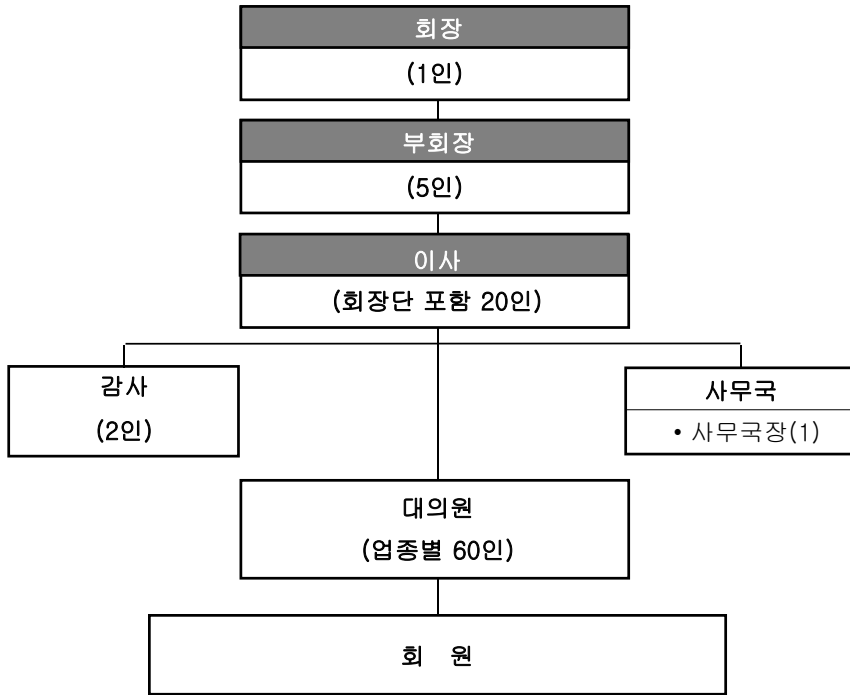 회장
(1인)
부회장
(5인)
이사
(회장단 포함 20인)
감사
(2인)
사무국
• 사무국장(1)
대의원
(업종별 60인)
회 원